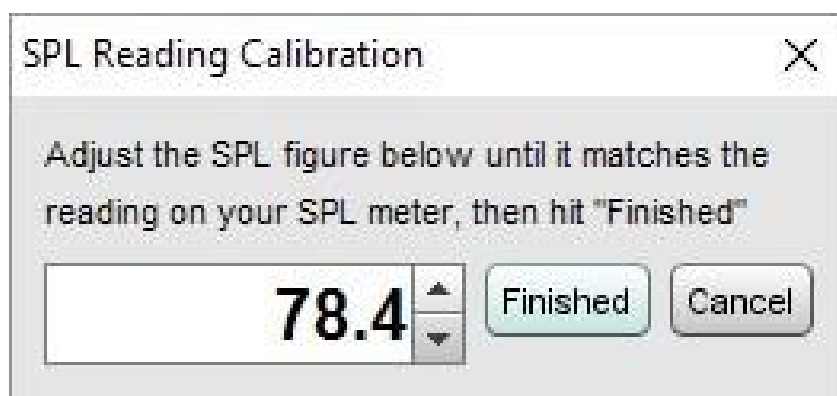 SPL Reading Calibration
Adjust the SPL figure below until it matches the
reading on your SPL meter, then hit "Finished"
78.4 Finished Cancel